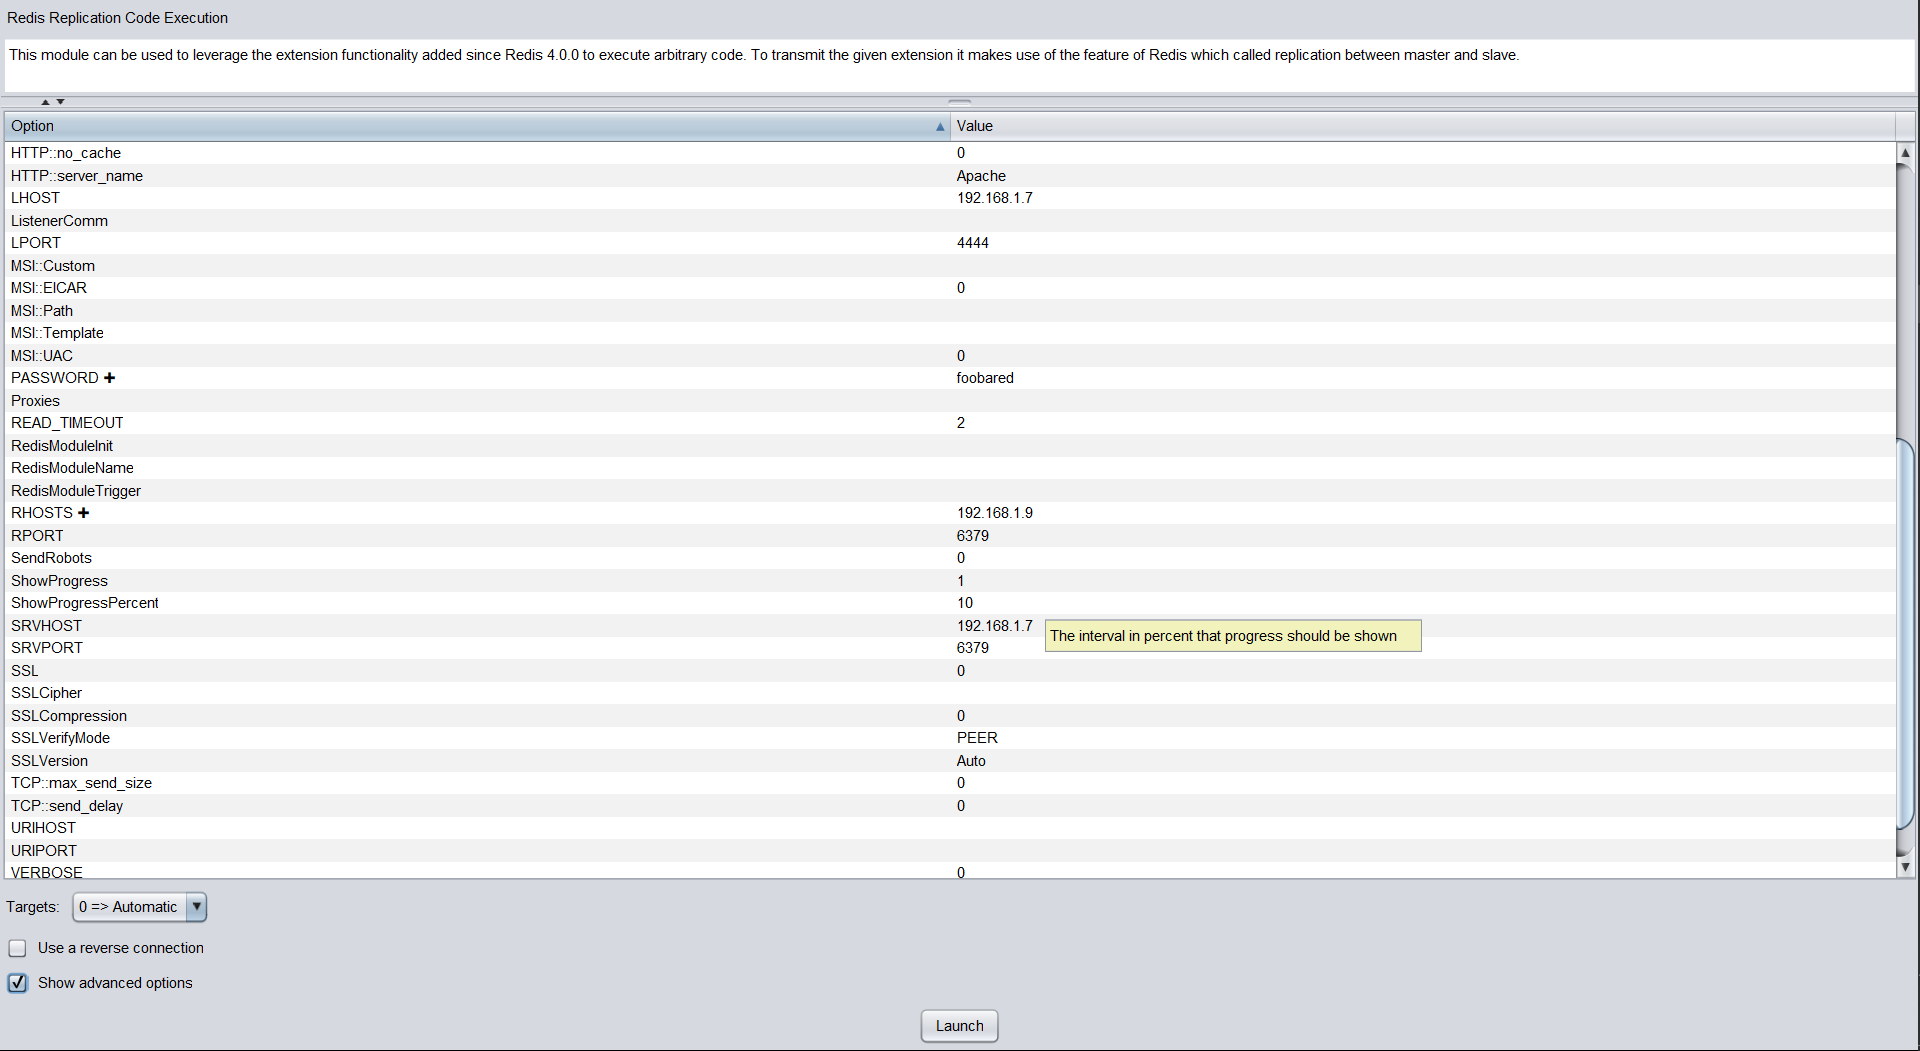 Redis Replication Code Execution
This module can be used to leverage the extension functionality added since Redis 4.0.0 to execute arbitrary code. To transmit the given extension it makes use of the feature of Redis which called replication between master and slave.
Option Value
HTTP::no_cache 0
HTTP::server_name Apache
LHOST 192.168.1.7
ListenerComm
LPORT 4444
MSI::Custom
MSI::EICAR 0
MSI::Path
MSI::Template
MSI::UAC 0
PASSWORD ✚ foobared
Proxies
READ_TIMEOUT 2
RedisModuleInit
RedisModuleName
RedisModuleTrigger
RHOSTS ✚ 192.168.1.9
RPORT 6379
SendRobots 0
ShowProgress 1
ShowProgressPercent 10
SRVHOST 192.168.1.7
The interval in percent that progress should be shown
SRVPORT 6379
SSL 0
SSLCipher
SSLCompression 0
SSLVerifyMode PEER
SSLVersion Auto
TCP::max_send_size 0
TCP::send_delay 0
URIHOST
URIPORT
VERBOSE 0
Targets: 0 => Automatic
Use a reverse connection
Show advanced options
Launch